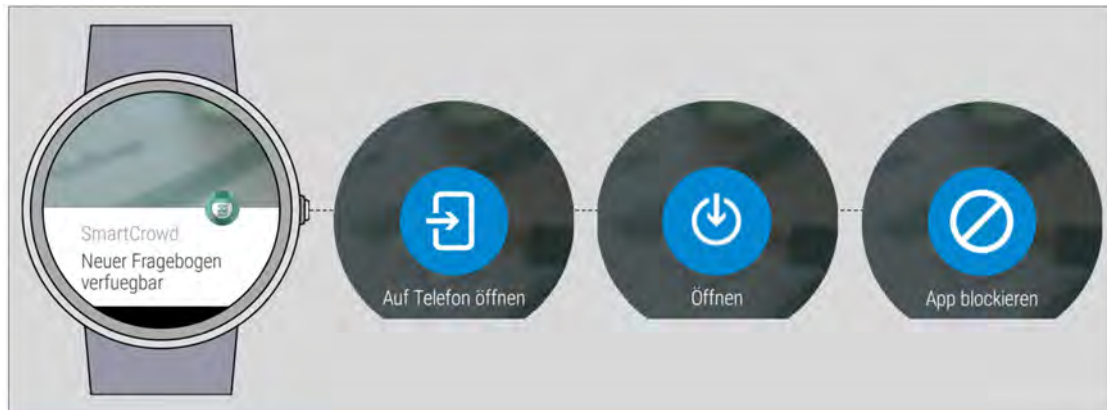 SmartCrowd
Neuer Fragebogen
verfuegbar
Auf Telefon öffnen
Öffnen
App blockieren